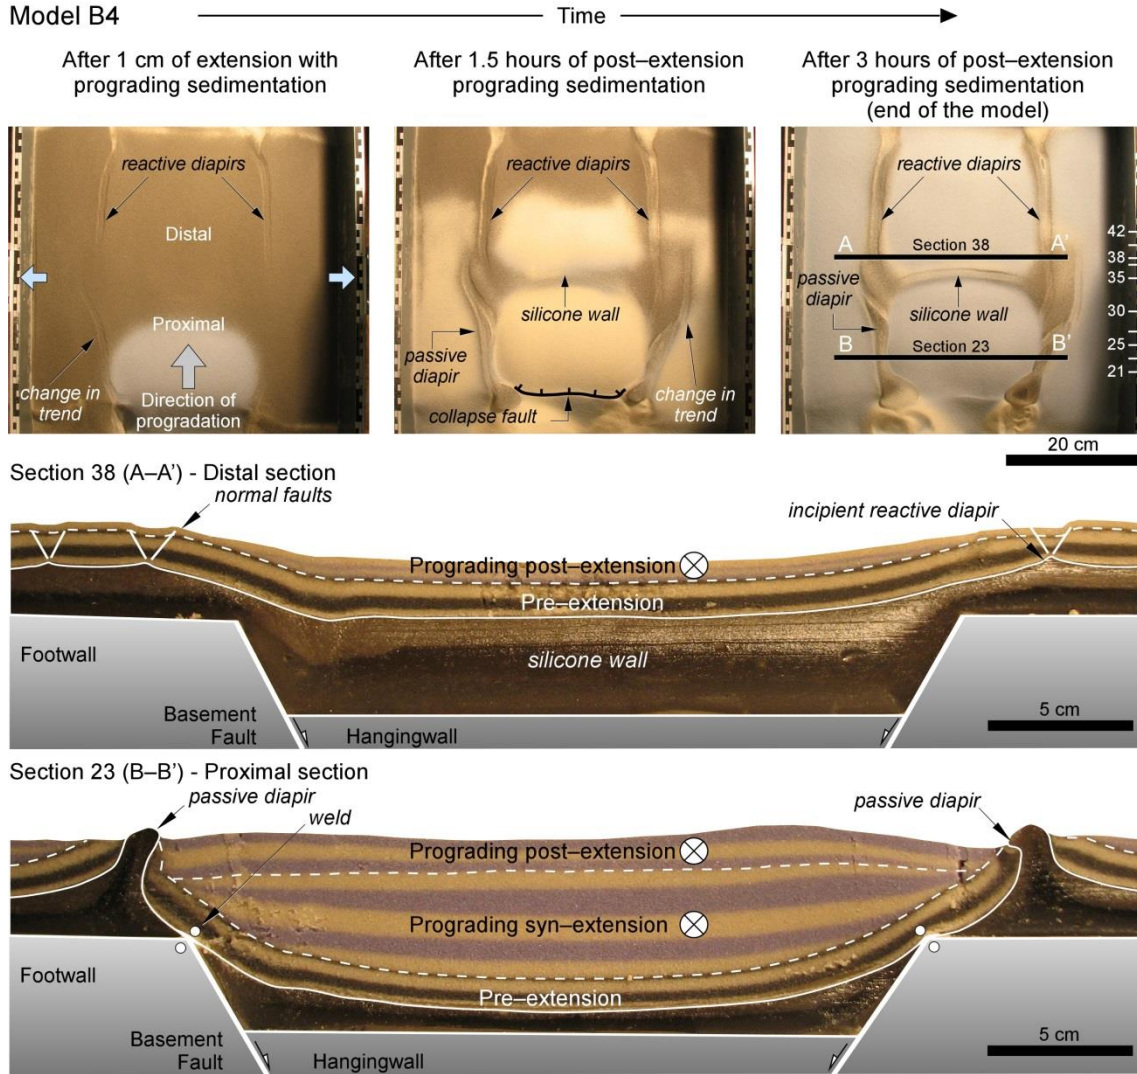 Model B4
Time
After 1 cm of extension with
prograding sedimentation
After 1.5 hours of post–extension
prograding sedimentation
After 3 hours of post–extension
prograding sedimentation
(end of the model)
reactive diapirs
Distal
Proximal
change in
trend
Direction of
progradation
reactive diapirs
silicone wall
passive
diapir
collapse fault
change in
trend
reactive diapirs
A
Section 38
A'
passive
diapir
silicone wall
B
Section 23
B'
42
38
35
30
25
21
20 cm
Section 38 (A–A') - Distal section
normal faults
incipient reactive diapir
Prograding post–extension
Pre–extension
silicone wall
Footwall
Basement
Fault
Hangingwall
5 cm
Section 23 (B–B') - Proximal section
passive diapir
weld
passive diapir
Prograding post–extension
Prograding syn–extension
Pre–extension
Footwall
Basement
Fault
Hangingwall
5 cm